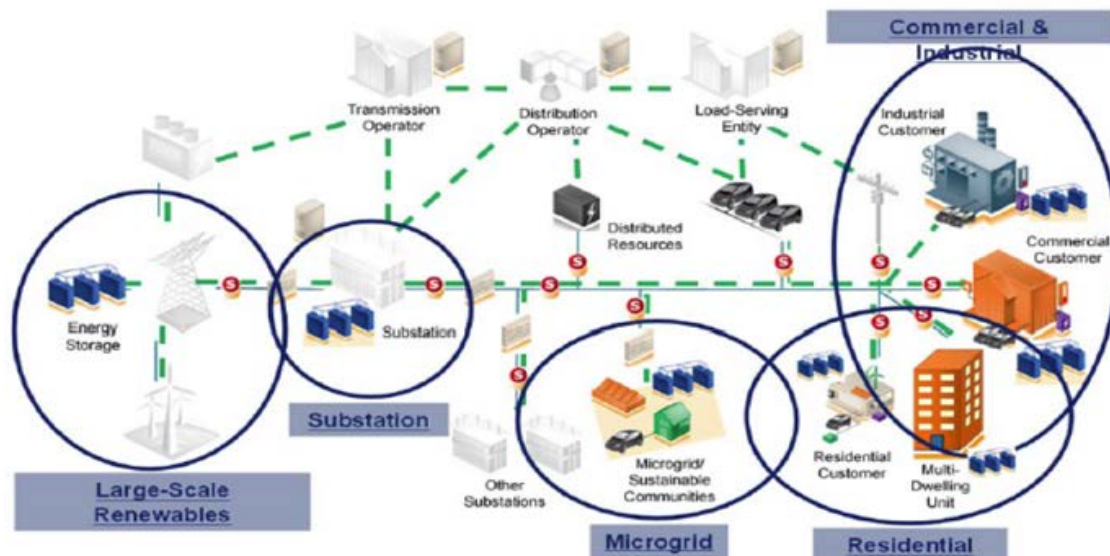 Commercial &
Industrial
Transmission
Operator
Distribution
Operator
Load-Serving
Entity
Industrial
Customer
Distributed
Resources
Commercial
Customer
S
S
S
S
S
S
S
S
S
S
S
Energy
Storage
Substation
Substation
Large-Scale
Renewables
Other
Substations
Microgrid/
Sustainable
Communities
Microgrid
Residential
Customer
Multi-
Dwelling
Unit
Residential